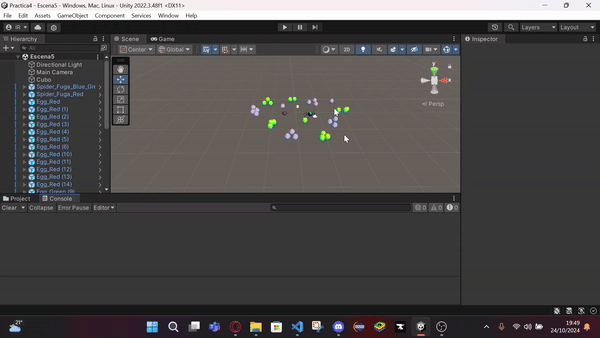 Practica4 - Escena5 - Windows, Mac, Linux - Unity 2022.3.48f1 <DX11>
File Edit Assets GameObject Component Services Window Help
IR
Layers
Layout
Hierarchy
Scene
Game
Inspector
All
Center
Global
2D
Escena5
Directional Light
Main Camera
Cubo
Spider_Fuga_Blue_Gre
Spider_Fuga_Red
Egg_Red
Egg_Red (1)
Egg_Red (2)
Egg_Red (3)
Egg_Red (4)
Egg_Red (5)
Egg_Red (6)
Egg_Red (10)
Egg_Red (11)
Egg_Red (12)
Egg_Red (13)
Egg_Red (14)
y
x
z
< Persp
Project
Console
Clear
Collapse
Error Pause
Editor
0
0
0
21°
19:49
24/10/2024